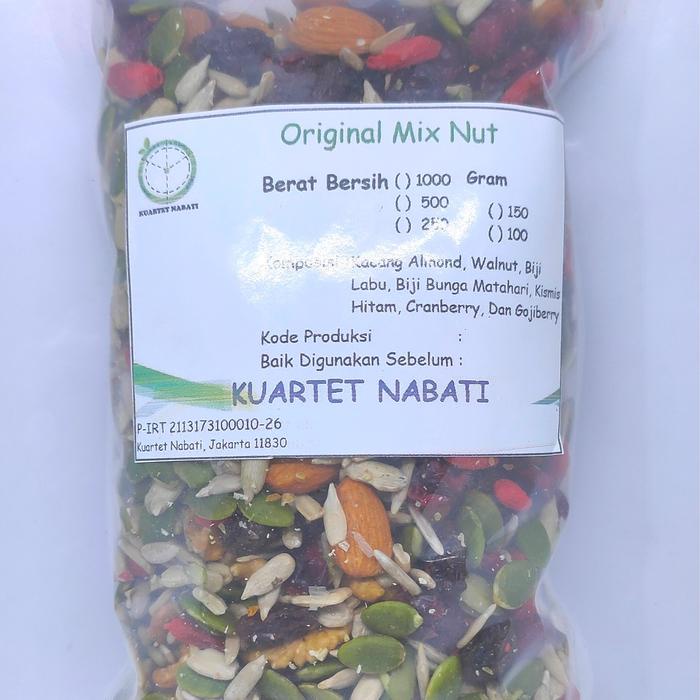 Original Mix Nut
KUARTET NABATI
Berat Bersih () 1000 Gram
() 500 () 150
() 250 () 100
Komposisi : Kacang Almond, Walnut, Biji
Labu, Biji Bunga Matahari, Kismis
Hitam, Cranberry, Dan Gojiberry
Kode Produksi :
Baik Digunakan Sebelum :
KUARTET NABATI
P-IRT 2113173100010-26
Kuartet Nabati, Jakarta 11830